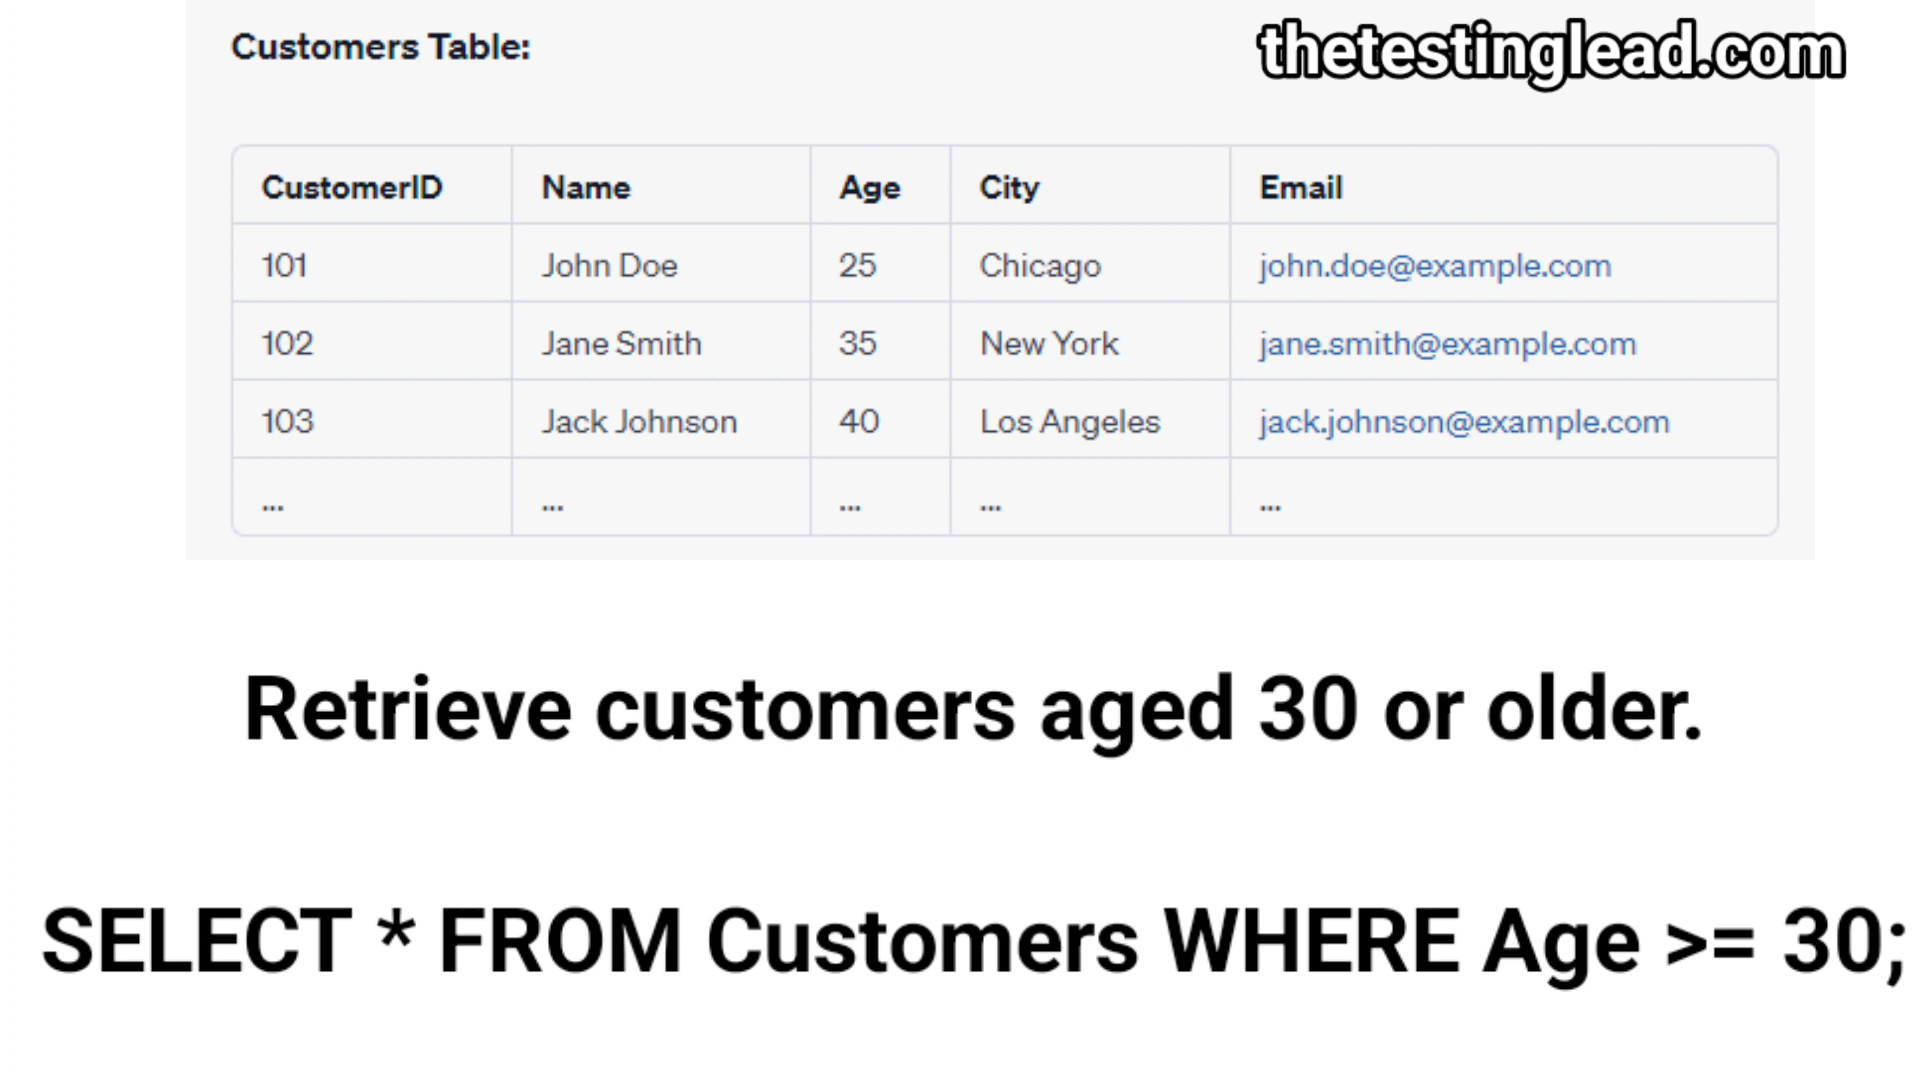 Customers Table:
thetestinglead.com
CustomerID Name Age City Email
101 John Doe 25 Chicago john.doe@example.com
102 Jane Smith 35 New York jane.smith@example.com
103 Jack Johnson 40 Los Angeles jack.johnson@example.com
... ... ... ... ...
Retrieve customers aged 30 or older.
SELECT * FROM Customers WHERE Age >= 30;